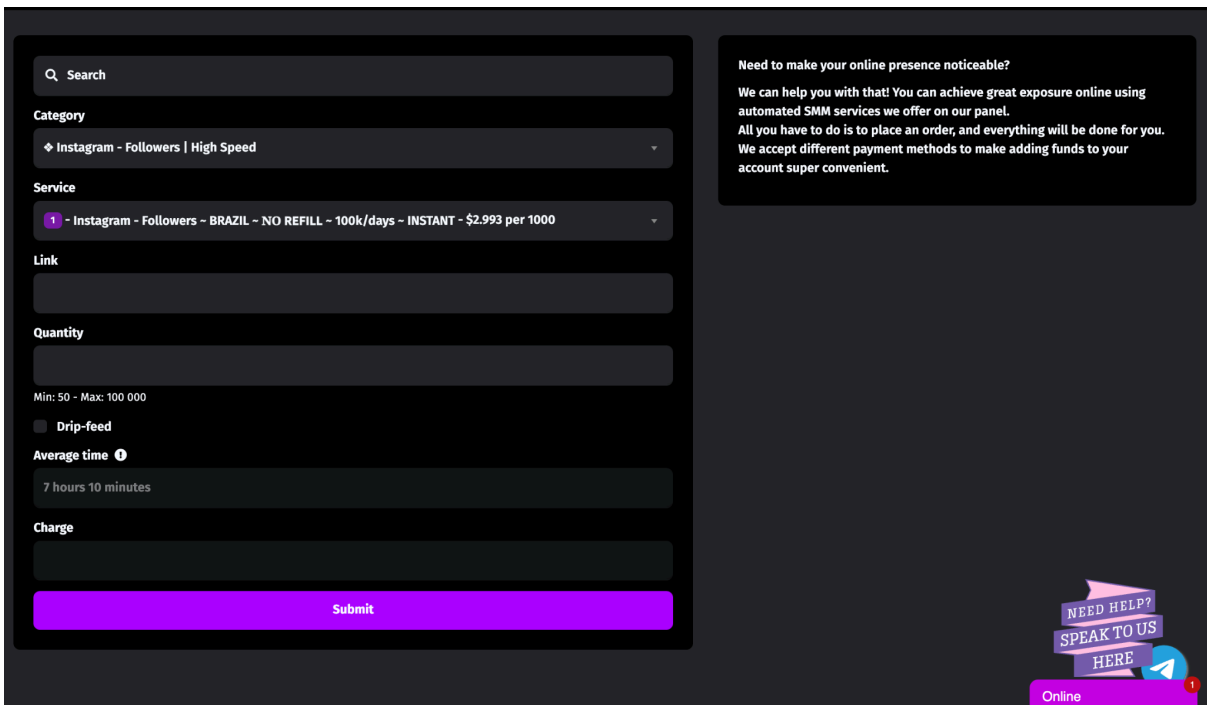 Search
Category
❖ Instagram - Followers | High Speed
Service
1 - Instagram - Followers ~ BRAZIL ~ NO REFILL ~ 100k/days ~ INSTANT - $2.993 per 1000
Link
Quantity
Min: 50 - Max: 100 000
Drip-feed
Average time
7 hours 10 minutes
Charge
Submit
Need to make your online presence noticeable?
We can help you with that! You can achieve great exposure online using
automated SMM services we offer on our panel.
All you have to do is to place an order, and everything will be done for you.
We accept different payment methods to make adding funds to your
account super convenient.
NEED HELP?
SPEAK TO US
HERE
1
Online